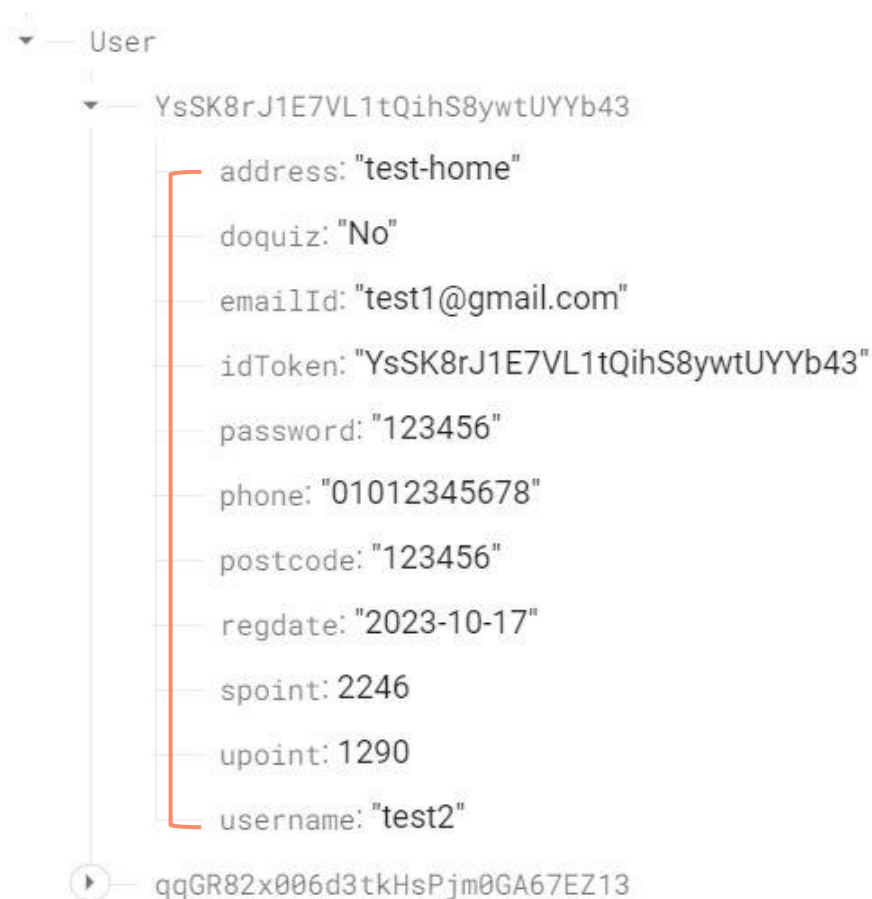 User
YsSK8rJ1E7VL1tQihS8ywtUYYb43
address: "test-home"
doquiz: "No"
emailId: "test1@gmail.com"
idToken: "YsSK8rJ1E7VL1tQihS8ywtUYYb43"
password: "123456"
phone: "01012345678"
postcode: "123456"
regdate: "2023-10-17"
spoint: 2246
upoint: 1290
username: "test2"
qqGR82x006d3tkHsPjm0GA67EZ13